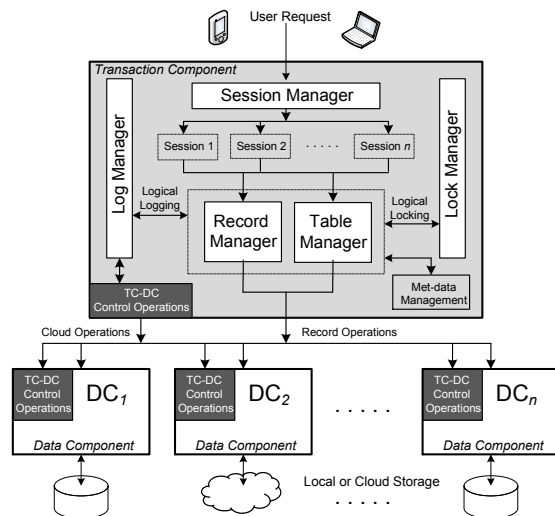 User Request
Transaction Component
Session Manager
Session 1
Session 2
. . . . .
Session n
Log Manager
Lock Manager
Logical
Logging
Logical
Locking
Record
Manager
Table
Manager
TC-DC
Control Operations
Met-data
Management
Cloud Operations
Record Operations
TC-DC
Control
Operations
DC1
Data Component
TC-DC
Control
Operations
DC2
Data Component
. . . . .
TC-DC
Control
Operations
DCn
Data Component
Local or Cloud Storage
. . . . .